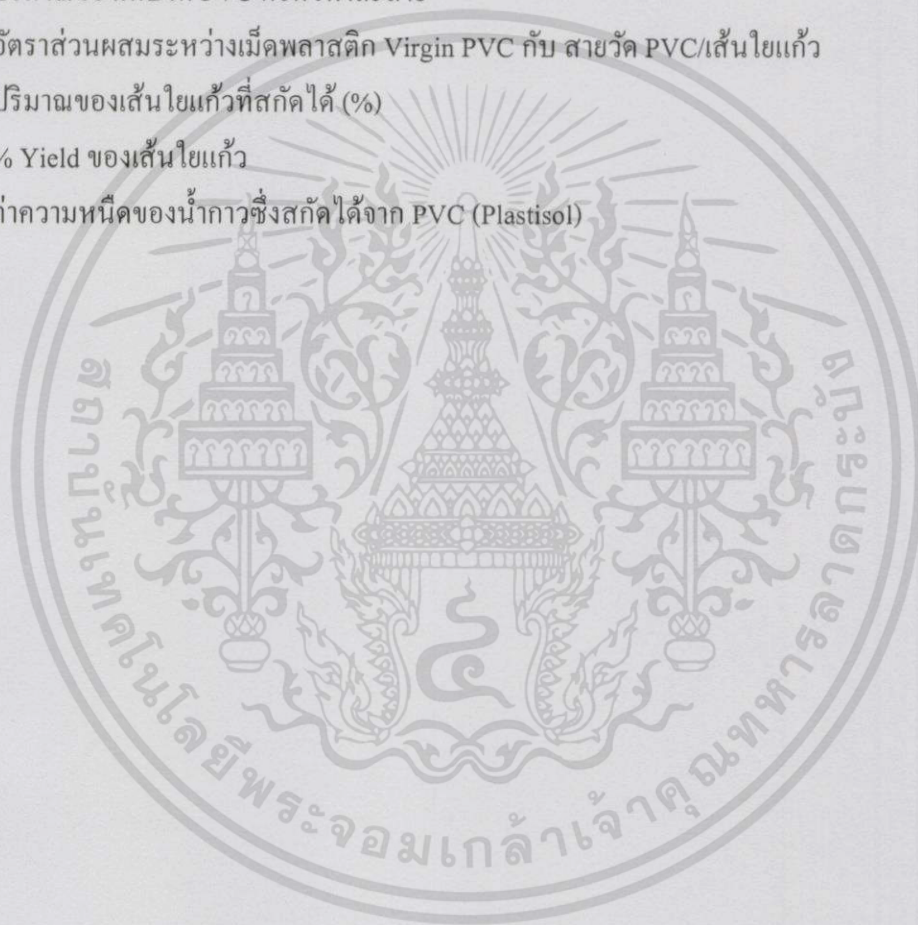 อัตราส่วนผสมระหว่างเม็ดพลาสติก Virgin PVC กับ สายวัด PVC/เส้นใยแก้ว
ปริมาณของเส้นใยแก้วที่สกัดได้ (%)
% Yield ของเส้นใยแก้ว
ค่าความหนืดของน้ำกาวซึ่งสกัดได้จาก PVC (Plastisol)
สถาบันเทคโนโลยีพระจอมเกล้าเจ้าคุณทหารลาดกระบัง